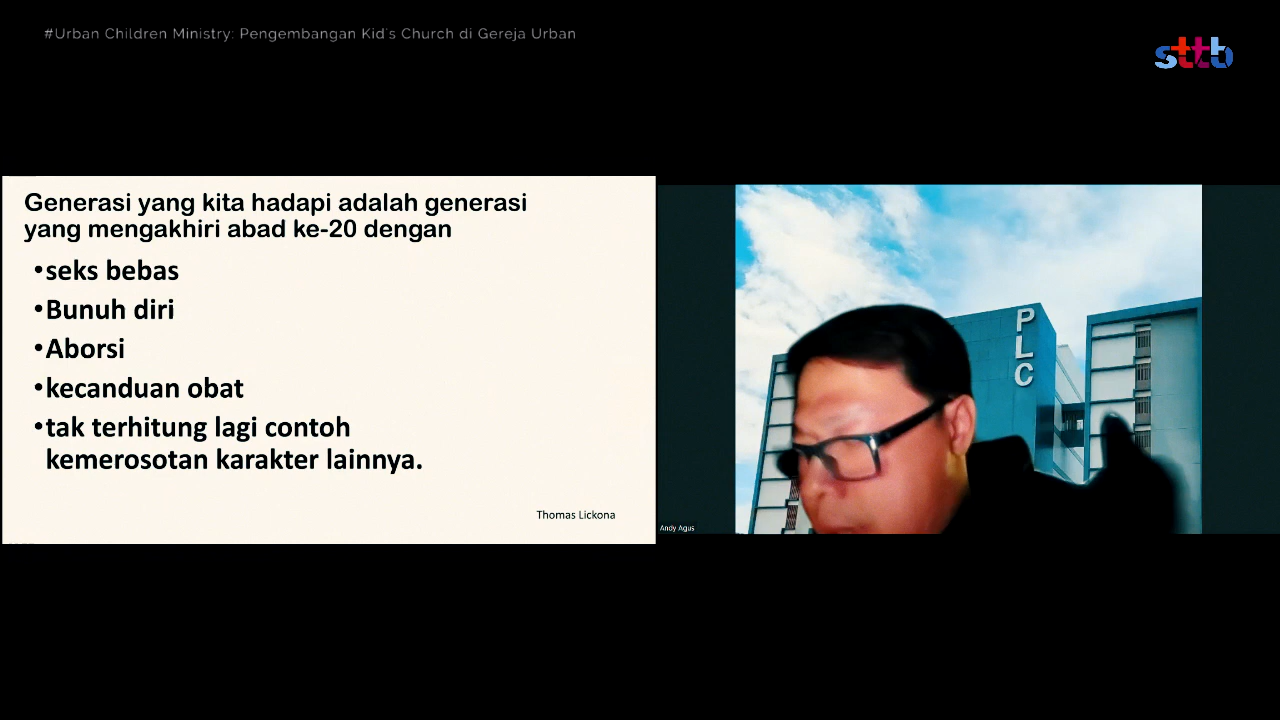 #Urban Children Ministry: Pengembangan Kid's Church di Gereja Urban
sttb
Generasi yang kita hadapi adalah generasi
yang mengakhiri abad ke-20 dengan
•seks bebas
•Bunuh diri
•Aborsi
•kecanduan obat
•tak terhitung lagi contoh
kemerosotan karakter lainnya.
Thomas Lickona
PLC
Andy Agus